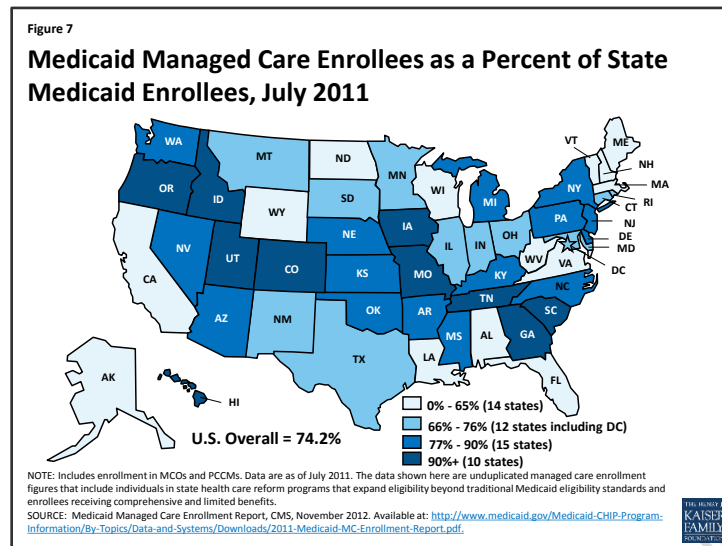 Figure 7
Medicaid Managed Care Enrollees as a Percent of State
Medicaid Enrollees, July 2011
WA
OR
ID
MT
ND
WY
SD
MN
WI
MI
NV
CA
UT
CO
NE
KS
IA
MO
IL
IN
OH
KY
WV
VA
PA
NY
VT
ME
NH
MA
RI
CT
NJ
DE
MD
DC
AZ
NM
OK
AR
TX
LA
MS
AL
TN
NC
SC
GA
FL
AK
HI
U.S. Overall = 74.2%
0% - 65% (14 states)
66% - 76% (12 states including DC)
77% - 90% (15 states)
90%+ (10 states)
NOTE: Includes enrollment in MCOs and PCCMs. Data are as of July 2011. The data shown here are unduplicated managed care enrollment
figures that include individuals in state health care reform programs that expand eligibility beyond traditional Medicaid eligibility standards and
enrollees receiving comprehensive and limited benefits.
SOURCE: Medicaid Managed Care Enrollment Report, CMS, November 2012. Available at: http://www.medicaid.gov/Medicaid-CHIP-Program-
Information/By-Topics/Data-and-Systems/Downloads/2011-Medicaid-MC-Enrollment-Report.pdf.
THE HENRY J.
KAISER
FAMILY
FOUNDATION